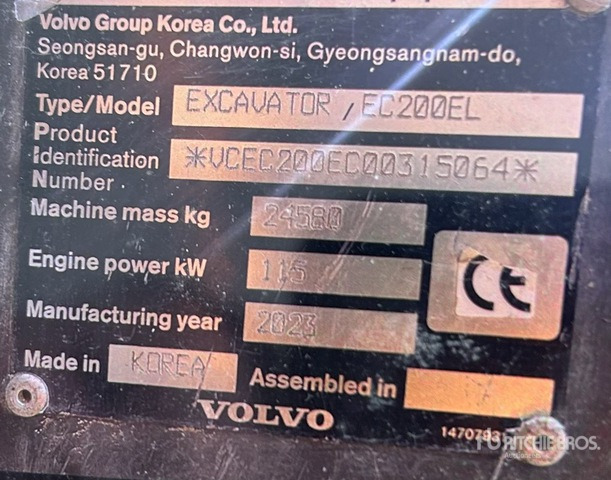 Volvo Group Korea Co., Ltd.
Seongsan-gu, Changwon-si, Gyeongsangnam-do,
Korea 51710
Type/Model EXCAVATOR / EC200EL
Product
Identification *VCEC200EC00315064*
Number
Machine mass kg 24580
Engine power kW 115
Manufacturing year 2023
CE
Made in KOREA Assembled in
VOLVO
RITCHIE BROS.